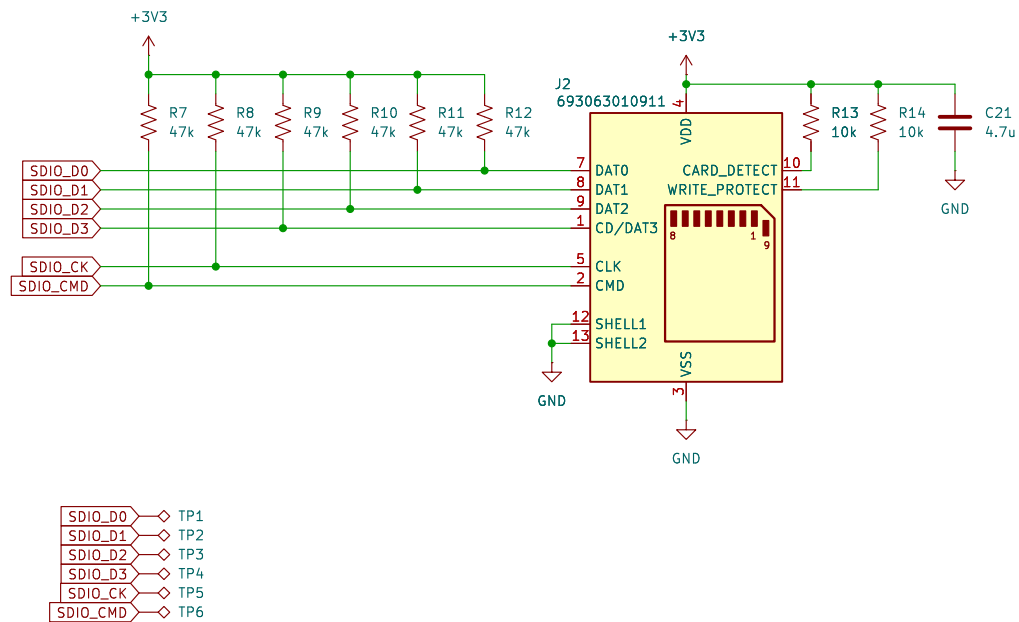 +3V3
+3V3
J2
693063010911
R7
47k
R8
47k
R9
47k
R10
47k
R11
47k
R12
47k
R13
10k
R14
10k
C21
4.7u
4
VDD
SDIO_D0
7
DAT0
CARD_DETECT
10
SDIO_D1
8
DAT1
WRITE_PROTECT
11
SDIO_D2
9
DAT2
SDIO_D3
1
CD/DAT3
8
1
9
GND
SDIO_CK
5
CLK
SDIO_CMD
2
CMD
12
SHELL1
13
SHELL2
VSS
3
GND
GND
SDIO_D0 TP1
SDIO_D1 TP2
SDIO_D2 TP3
SDIO_D3 TP4
SDIO_CK TP5
SDIO_CMD TP6